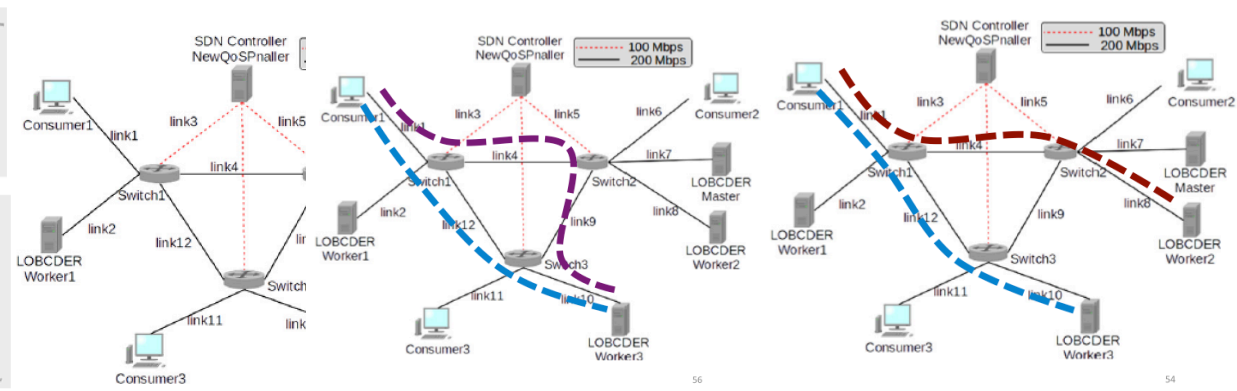 SDN Controller
NewQoSPnaller
Consumer1
link1
link3
link5
link4
Switch1
link2
LOBCDER
Worker1
link12
Switch
link11
link
Consumer3
SDN Controller
NewQoSPnaller
100 Mbps
200 Mbps
Consumer1
link1
link3
link5
link6
Consumer2
link4
link7
Switch1
Switch2
LOBCDER
Master
link2
link12
link9
link8
LOBCDER
Worker1
LOBCDER
Worker2
Switch3
link11
link10
Consumer3
LOBCDER
Worker3
56
SDN Controller
NewQoSPnaller
100 Mbps
200 Mbps
Consumer1
link1
link3
link5
link6
Consumer2
link4
link7
Switch1
Switch2
LOBCDER
Master
link2
link12
link9
link8
LOBCDER
Worker1
LOBCDER
Worker2
Switch3
link11
link10
Consumer3
LOBCDER
Worker3
54